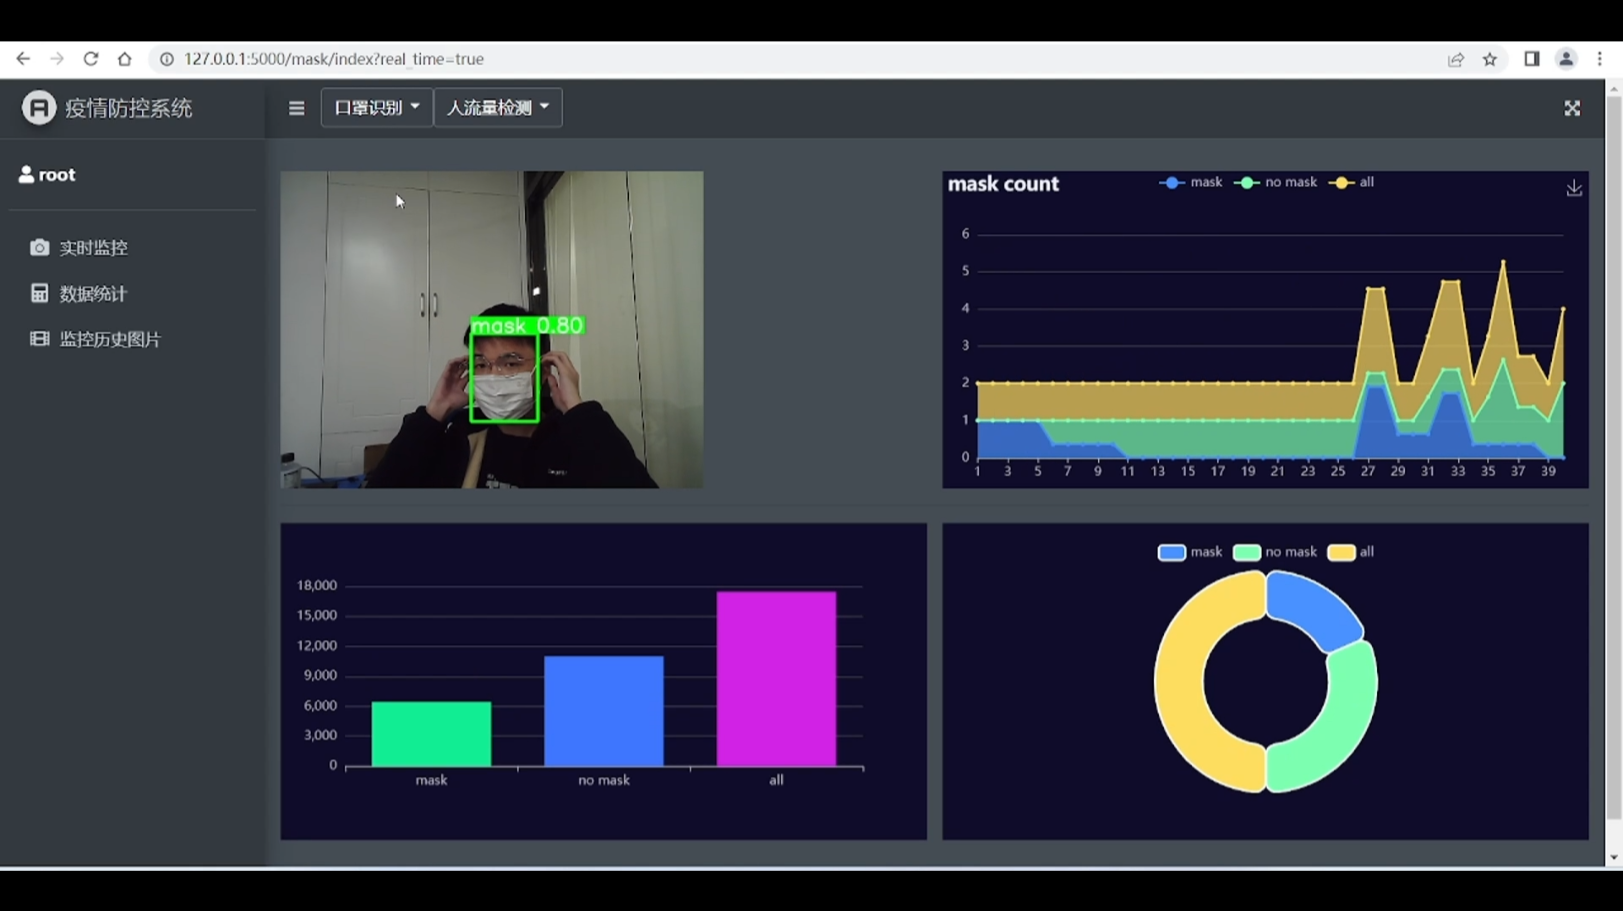 127.0.0.1:5000/mask/index?real_time=true
疫情防控系统
口罩识别
人流量检测
root
实时监控
数据统计
监控历史图片
mask 0.80
mask count
mask
no mask
all
6
5
4
3
2
1
0
1 3 5 7 9 11 13 15 17 19 21 23 25 27 29 31 33 35 37 39
18,000
15,000
12,000
9,000
6,000
3,000
0
mask
no mask
all
mask
no mask
all